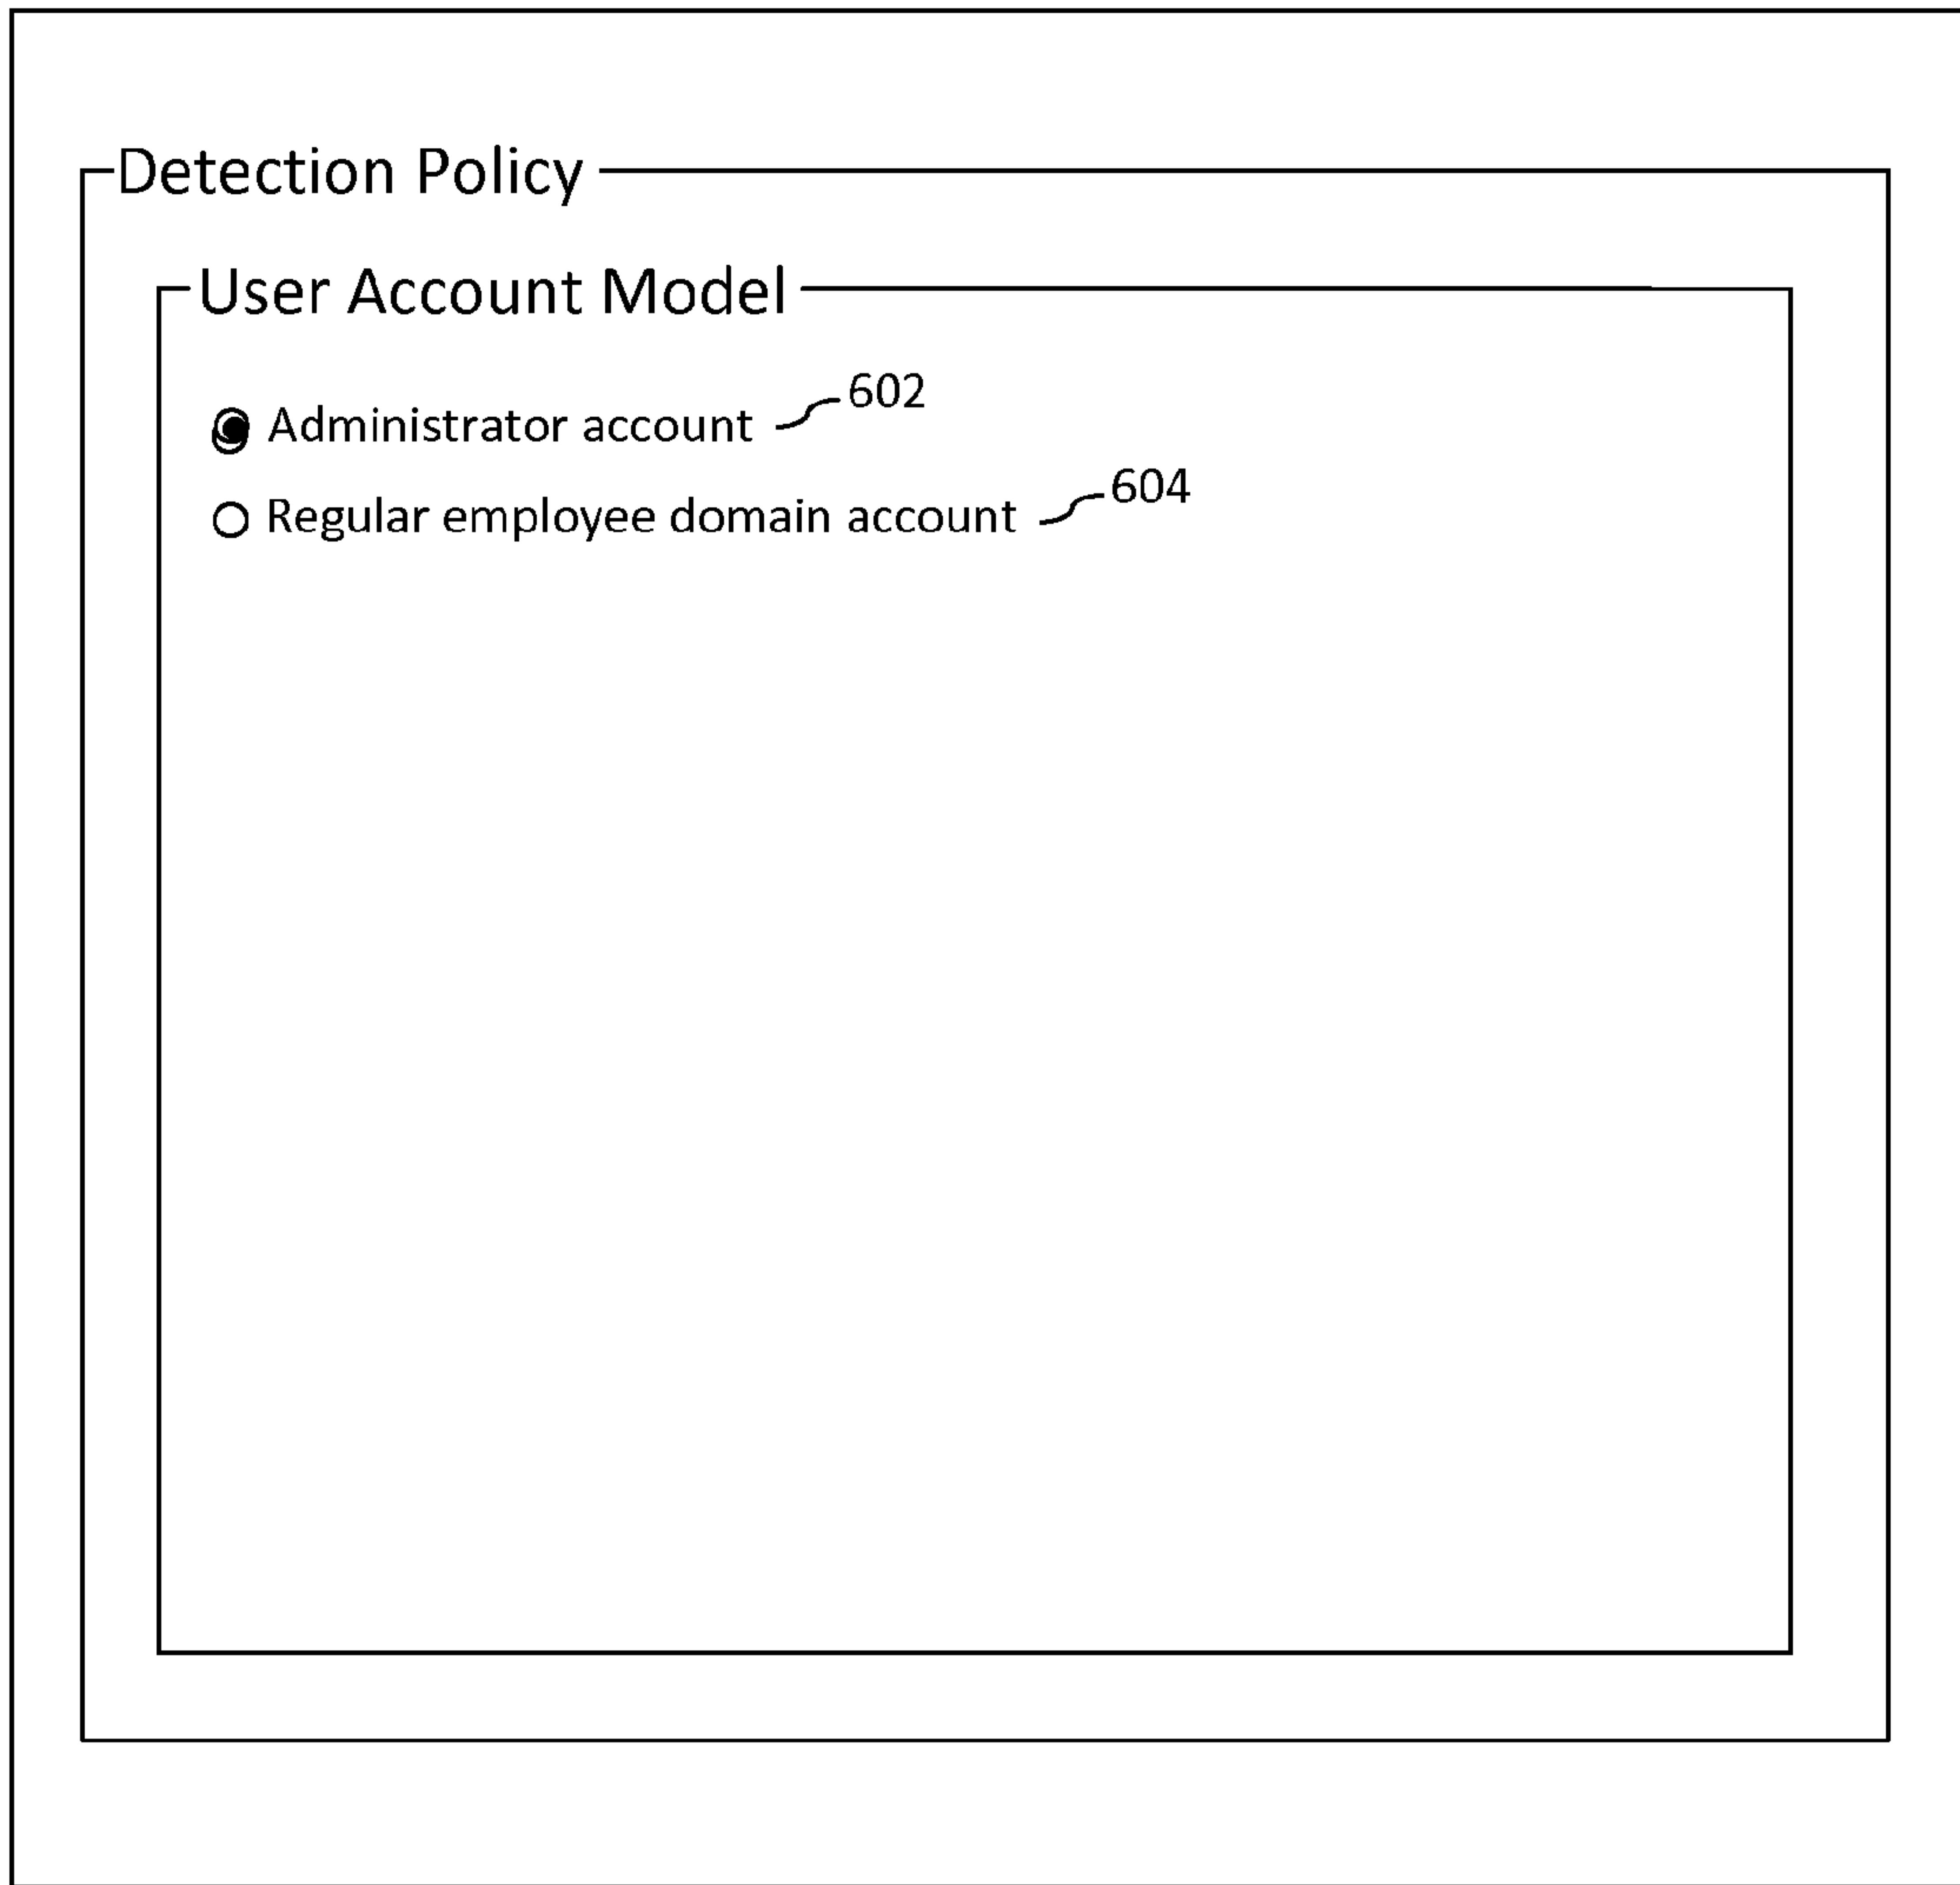 Detection Policy
User Account Model
Administrator account 602
Regular employee domain account 604